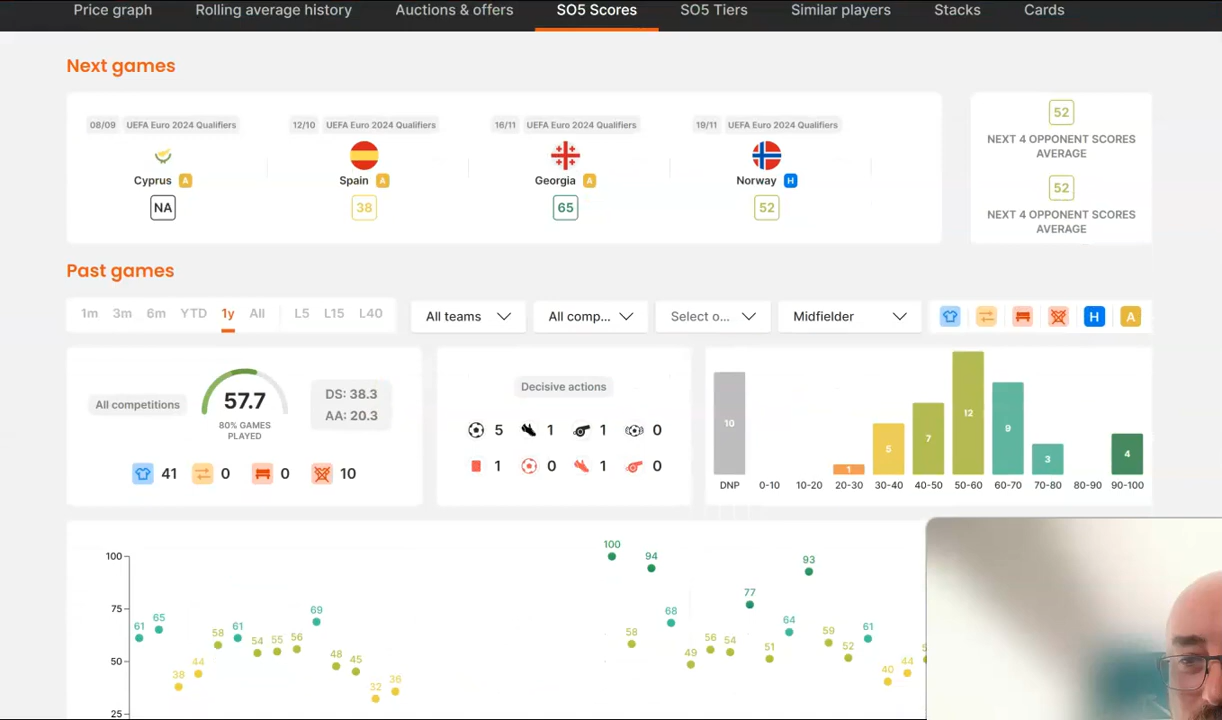 Price graph Rolling average history Auctions & offers SO5 Scores SO5 Tiers Similar players Stacks Cards
Next games
08/09 UEFA Euro 2024 Qualifiers 12/10 UEFA Euro 2024 Qualifiers 16/11 UEFA Euro 2024 Qualifiers 19/11 UEFA Euro 2024 Qualifiers
Cyprus A Spain A Georgia A Norway H
NA 38 65 52
52
NEXT 4 OPPONENT SCORES
AVERAGE
52
NEXT 4 OPPONENT SCORES
AVERAGE
Past games
1m 3m 6m YTD 1y All L5 L15 L40 All teams All comp... Select o... Midfielder H A
All competitions 57.7 DS: 38.3
AA: 20.3
80% GAMES
PLAYED
41 0 0 10
Decisive actions
5 1 1 0
1 0 1 0
10 1 5 7 12 9 3 4
DNP 0-10 10-20 20-30 30-40 40-50 50-60 60-70 70-80 80-90 90-100
100
75
50
25
61 65 38 44 58 61 54 55 56 69 48 45 32 36 100 58 94 68 49 56 54 77 51 64 93 59 52 61 40 44